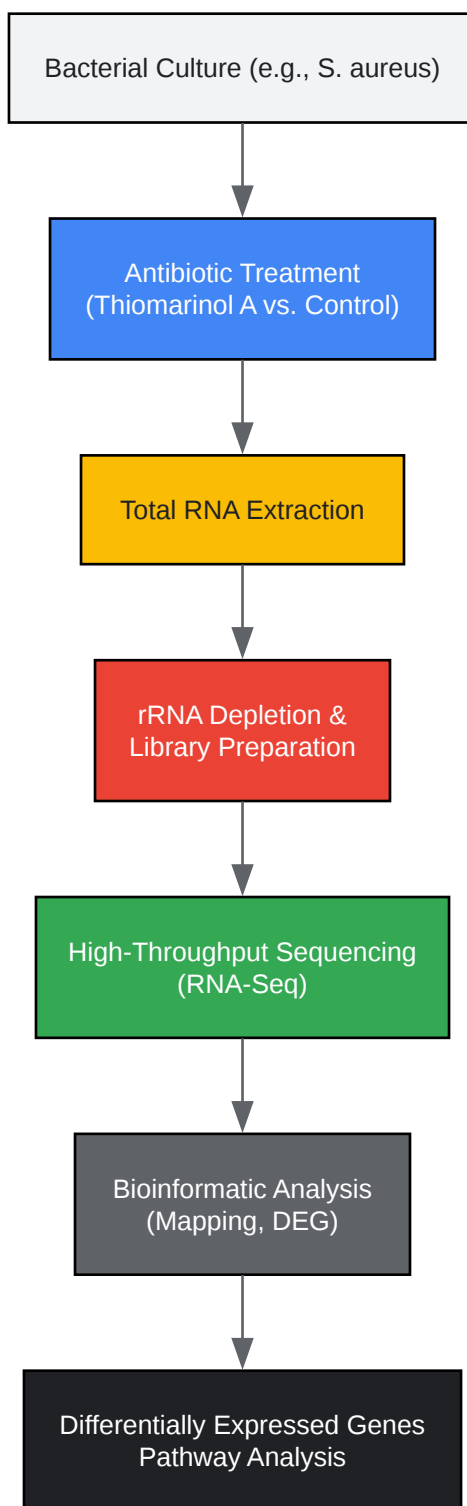 Bacterial Culture (e.g., S. aureus)
Antibiotic Treatment
(Thiomarinol A vs. Control)
Total RNA Extraction
rRNA Depletion &
Library Preparation
High-Throughput Sequencing
(RNA-Seq)
Bioinformatic Analysis
(Mapping, DEG)
Differentially Expressed Genes
Pathway Analysis